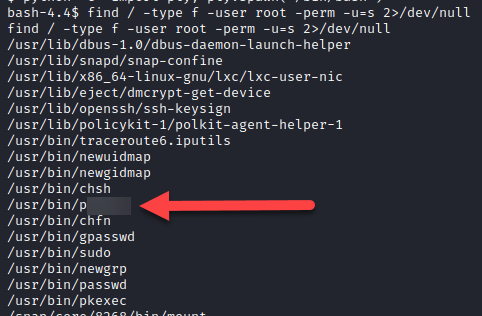 bash-4.4$ find / -type f -user root -perm -u=s 2>/dev/null
find / -type f -user root -perm -u=s 2>/dev/null
/usr/lib/dbus-1.0/dbus-daemon-launch-helper
/usr/lib/snapd/snap-confine
/usr/lib/x86_64-linux-gnu/lxc/lxc-user-nic
/usr/lib/eject/dmcrypt-get-device
/usr/lib/openssh/ssh-keysign
/usr/lib/policykit-1/polkit-agent-helper-1
/usr/bin/traceroute6.iputils
/usr/bin/newuidmap
/usr/bin/newgidmap
/usr/bin/chsh
/usr/bin/p
/usr/bin/chfn
/usr/bin/gpasswd
/usr/bin/sudo
/usr/bin/newgrp
/usr/bin/passwd
/usr/bin/pkexec